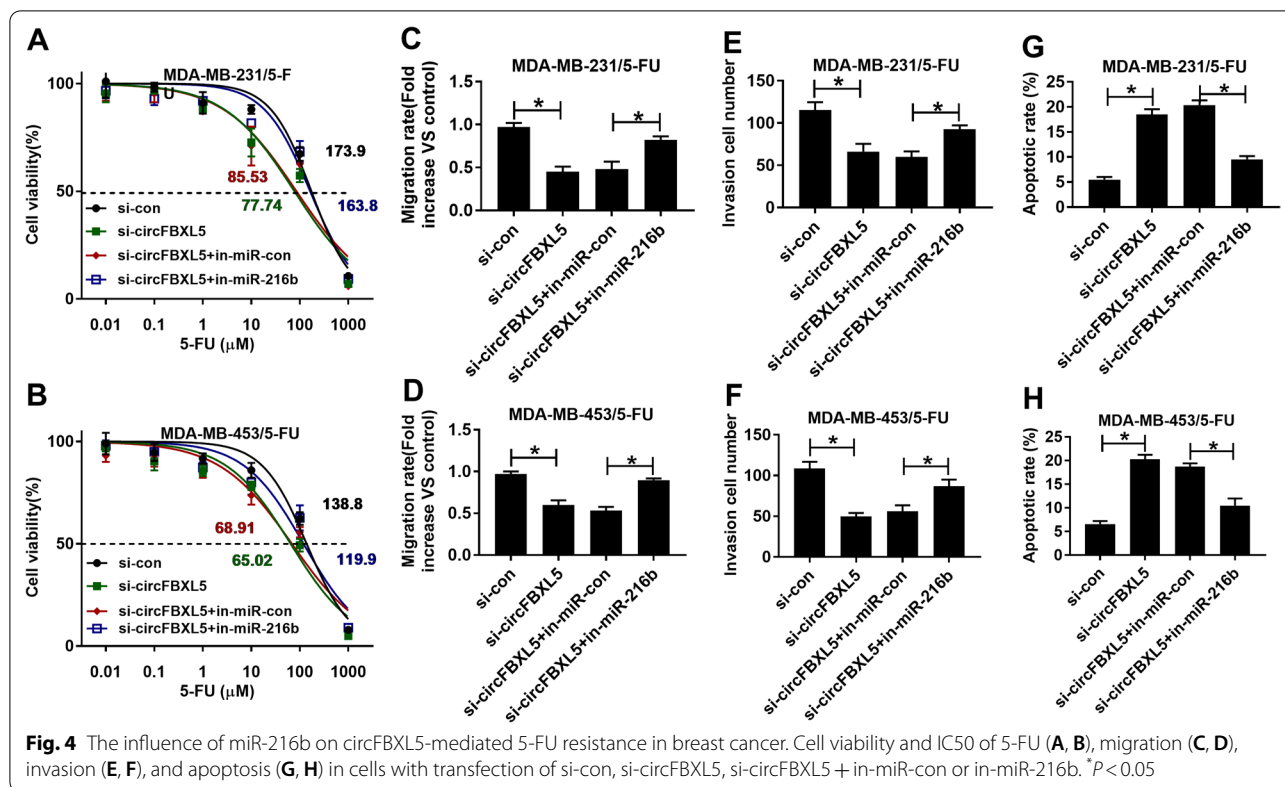 A
MDA-MB-231/5-F
U
Cell viability(%)
100
50
0
173.9
85.53
77.74
163.8
si-con
si-circFBXL5
si-circFBXL5+in-miR-con
si-circFBXL5+in-miR-216b
0.01 0.1 1 10 100 1000
5-FU (μM)
C
MDA-MB-231/5-FU
Migration rate(Fold
increase VS control)
1.5
1.0
0.5
0.0
* *
si-con
si-circFBXL5
si-circFBXL5+in-miR-con
si-circFBXL5+in-miR-216b
E
MDA-MB-231/5-FU
Invasion cell number
150
100
50
0
* *
si-con
si-circFBXL5
si-circFBXL5+in-miR-con
si-circFBXL5+in-miR-216b
G
MDA-MB-231/5-FU
Apoptotic rate (%)
25
20
15
10
5
0
* *
si-con
si-circFBXL5
si-circFBXL5+in-miR-con
si-circFBXL5+in-miR-216b
B
MDA-MB-453/5-FU
Cell viability(%)
100
50
0
138.8
68.91
65.02
119.9
si-con
si-circFBXL5
si-circFBXL5+in-miR-con
si-circFBXL5+in-miR-216b
0.01 0.1 1 10 100 1000
5-FU (μM)
D
MDA-MB-453/5-FU
Migration rate(Fold
increase VS control)
1.5
1.0
0.5
0.0
* *
si-con
si-circFBXL5
si-circFBXL5+in-miR-con
si-circFBXL5+in-miR-216b
F
MDA-MB-453/5-FU
Invasion cell number
150
100
50
0
* *
si-con
si-circFBXL5
si-circFBXL5+in-miR-con
si-circFBXL5+in-miR-216b
H
MDA-MB-453/5-FU
Apoptotic rate (%)
25
20
15
10
5
0
* *
si-con
si-circFBXL5
si-circFBXL5+in-miR-con
si-circFBXL5+in-miR-216b
Fig. 4 The influence of miR-216b on circFBXL5-mediated 5-FU resistance in breast cancer. Cell viability and IC50 of 5-FU (A, B), migration (C, D),
invasion (E, F), and apoptosis (G, H) in cells with transfection of si-con, si-circFBXL5, si-circFBXL5 + in-miR-con or in-miR-216b. *P < 0.05